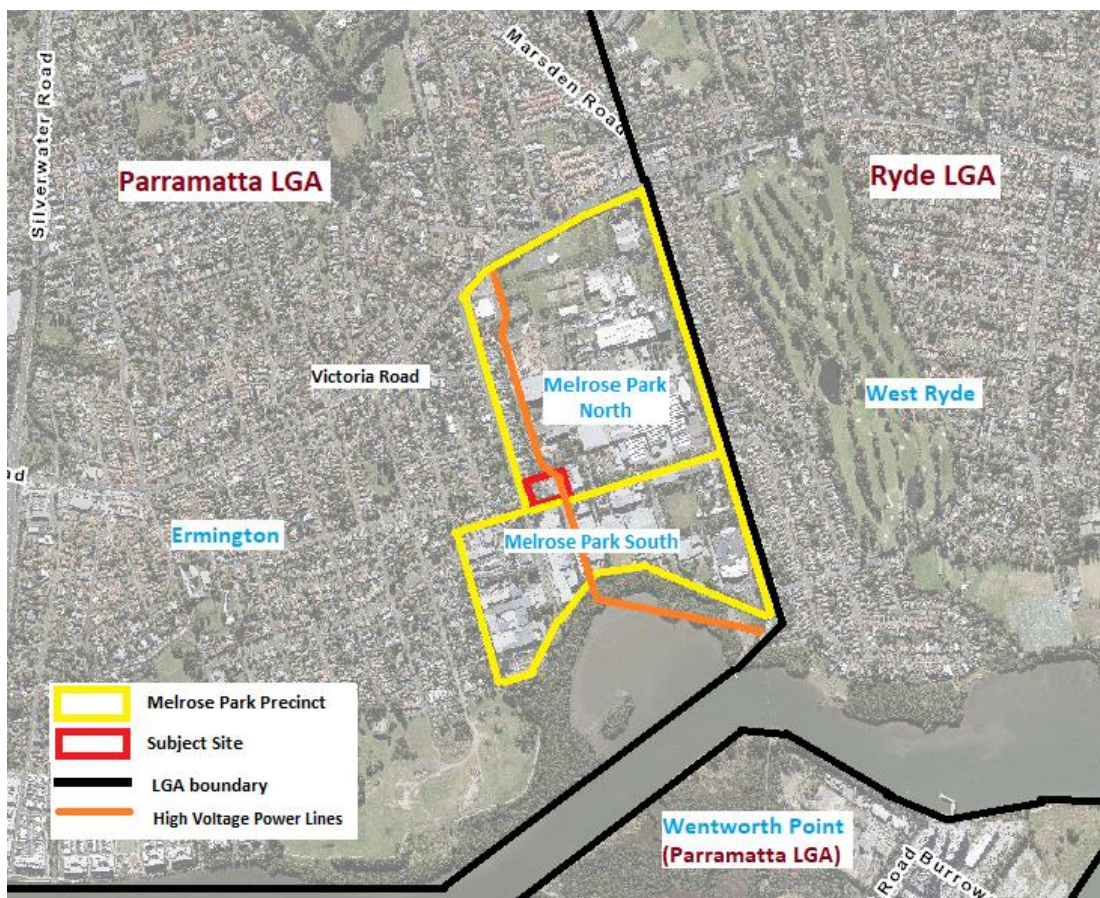 Marsden Road
Silverwater Road
Parramatta LGA
Ryde LGA
Victoria Road
Melrose Park
North
West Ryde
Ermington
Melrose Park South
Melrose Park Precinct
Subject Site
LGA boundary
High Voltage Power Lines
Wentworth Point
(Parramatta LGA)
Road
Burrow